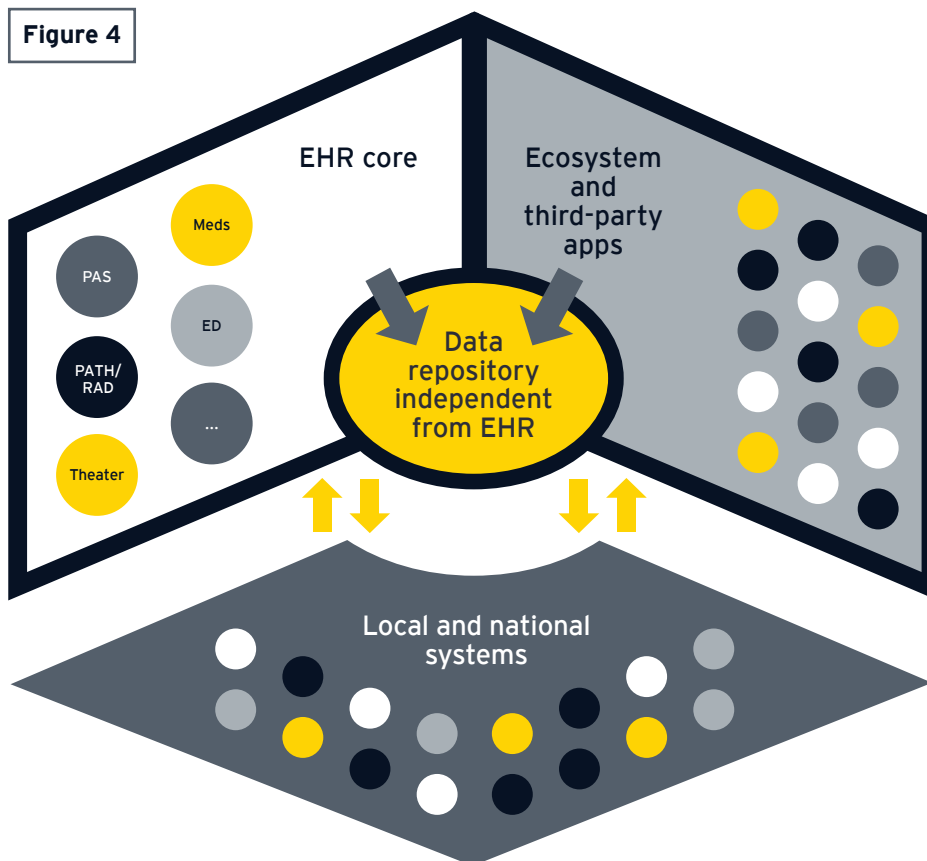 Figure 4
EHR core
Ecosystem
and
third-party
apps
Meds
PAS
ED
PATH/
RAD
...
Theater
Data
repository
independent
from EHR
Local and national
systems